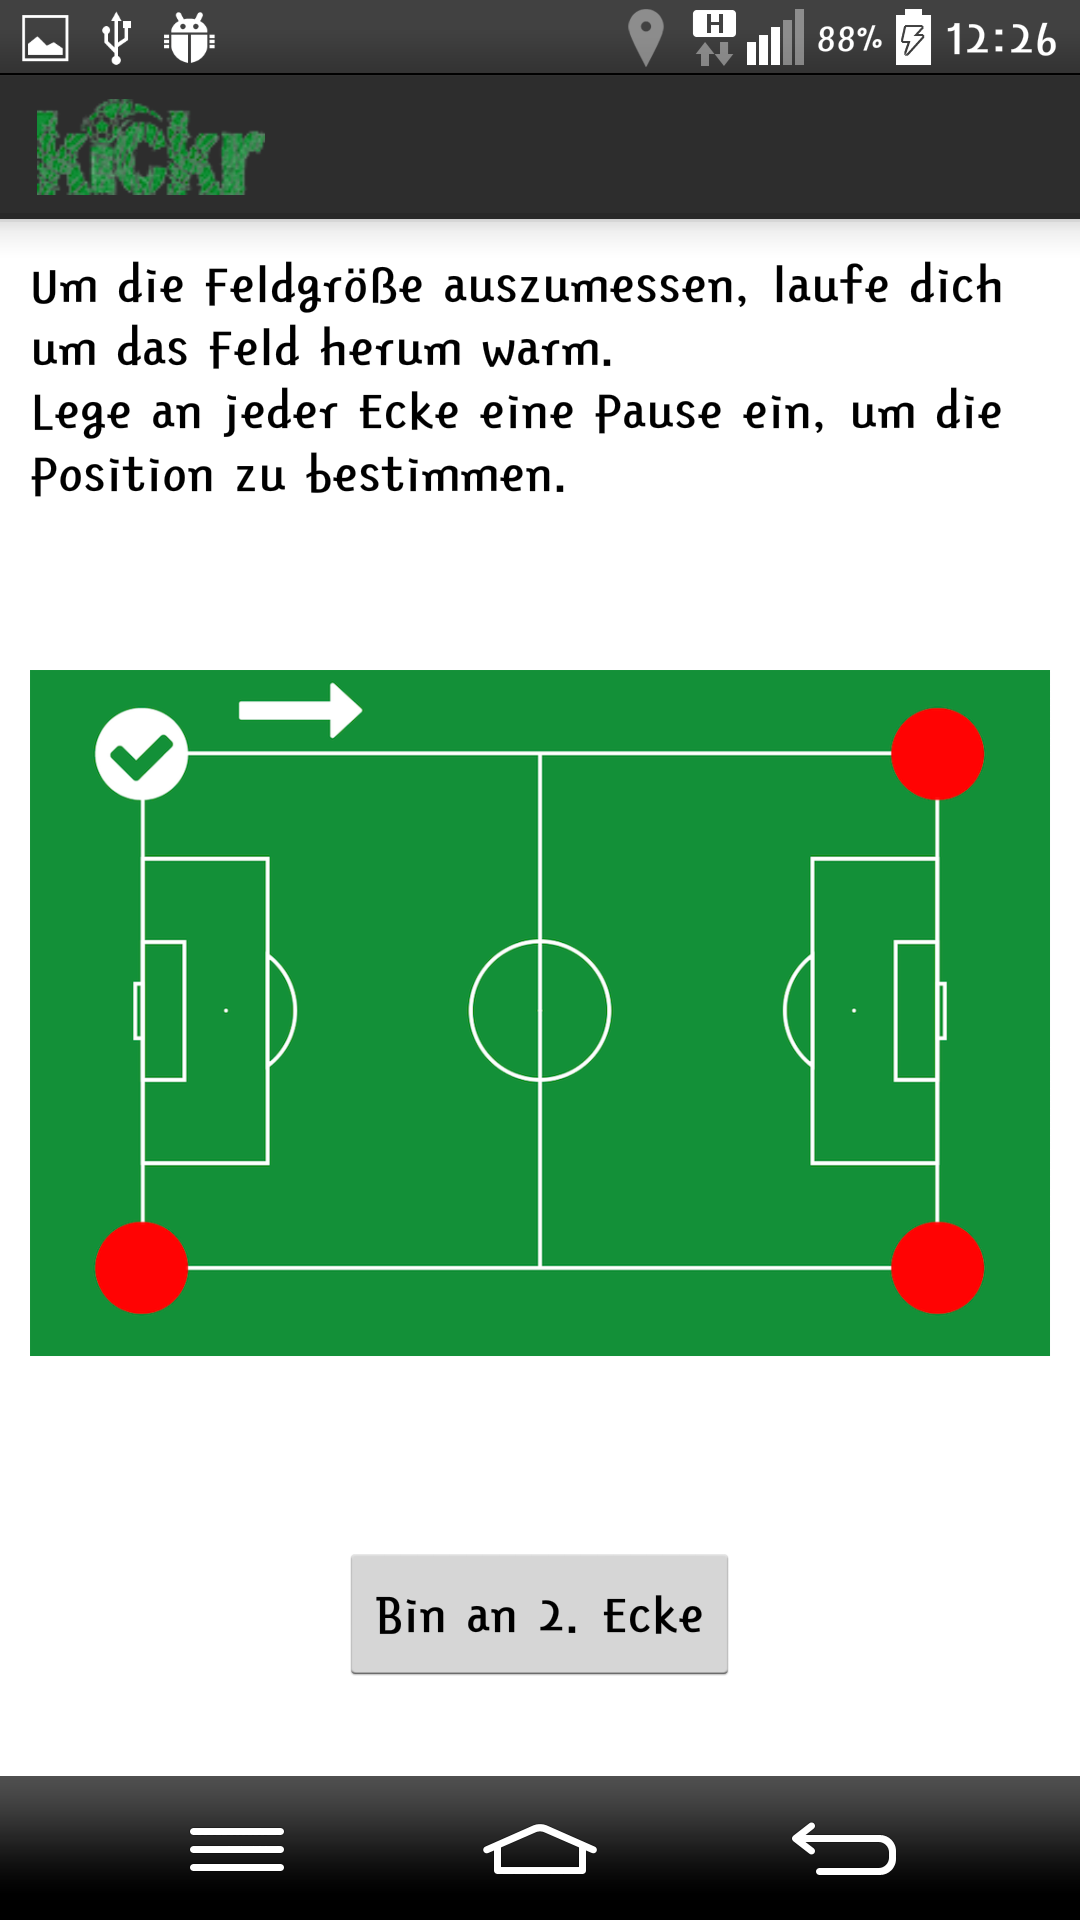 H 88% 12:26
kickr
Um die Feldgröße auszumessen, laufe dich
um das Feld herum warm.
Lege an jeder Ecke eine Pause ein, um die
Position zu bestimmen.
Bin an 2. Ecke